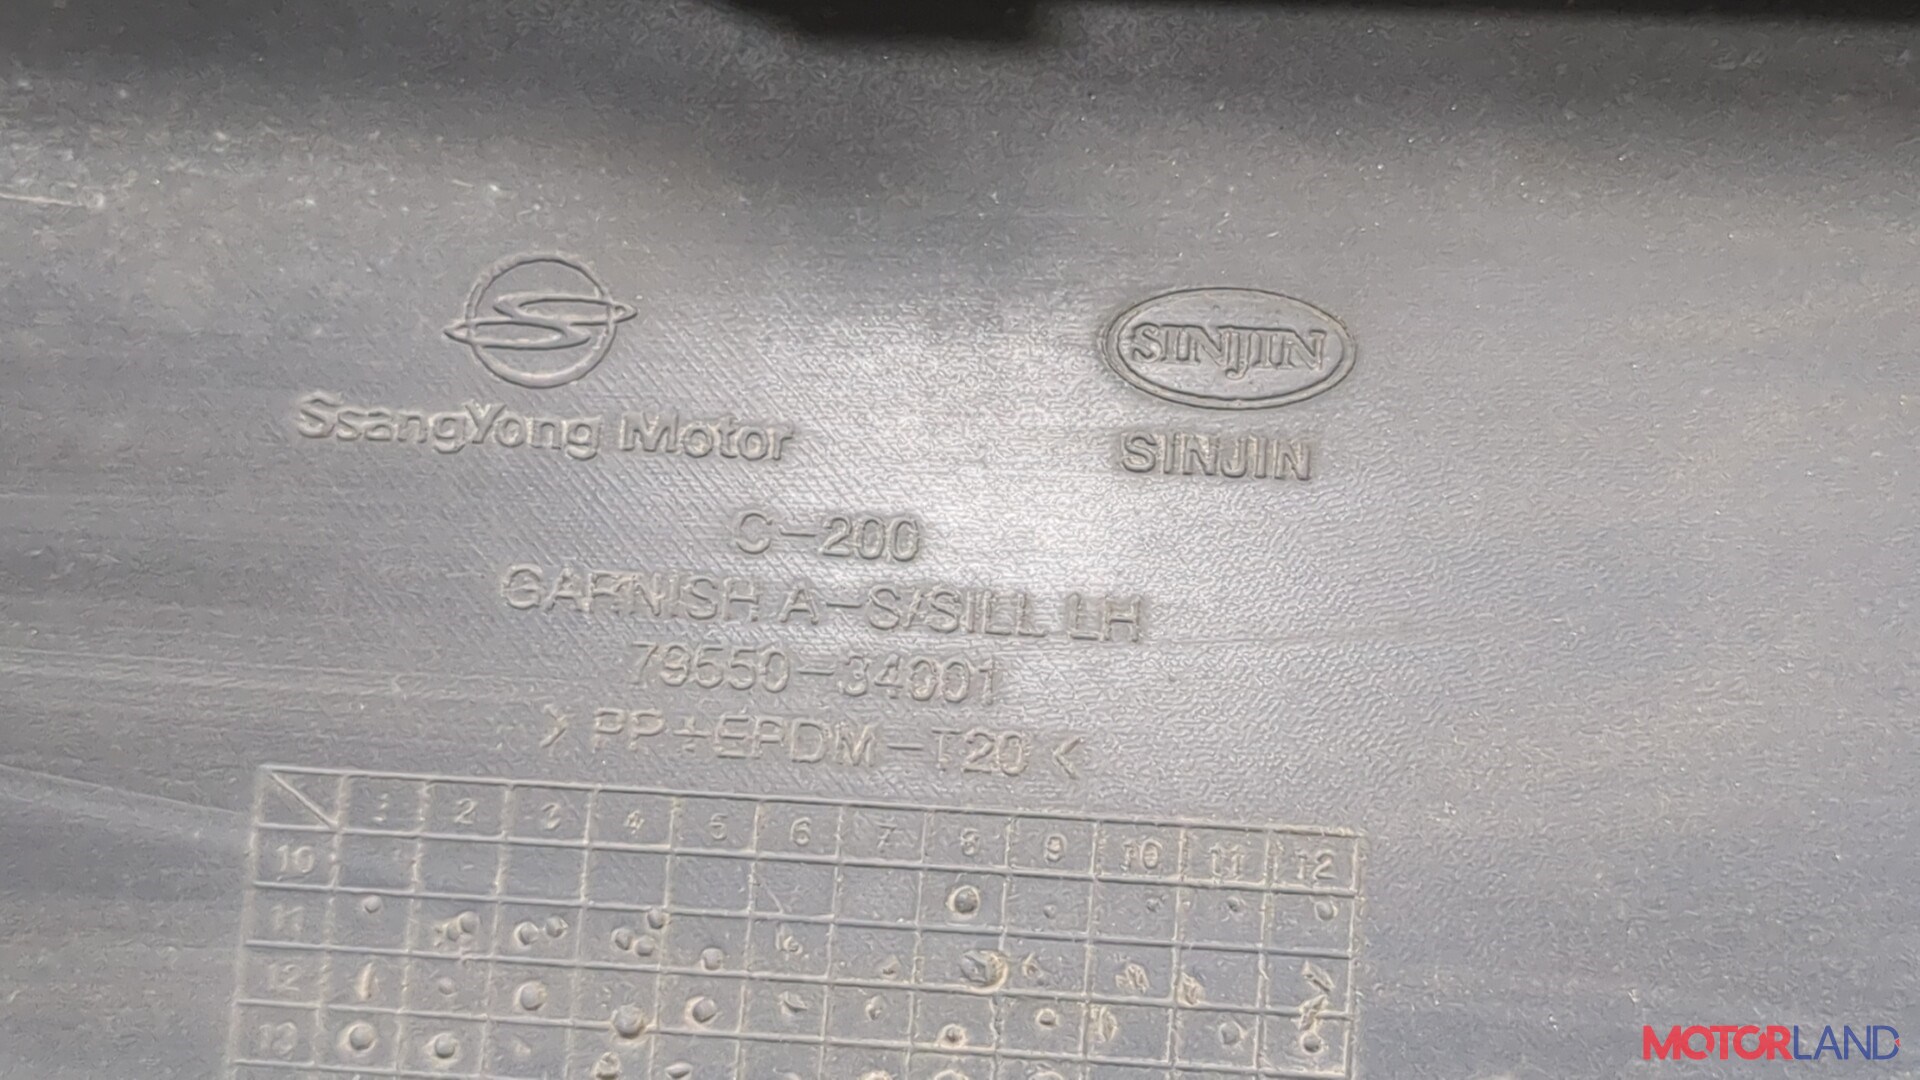 SINJIN
SsangYong Motor
SINJIN
C-200
GARNISH A-S/SILL LH
79550-34001
>PP+EPDM-T20<
1 2 3 4 5 6 7 8 9 10 11 12
10
11
12
13
MOTORLAND